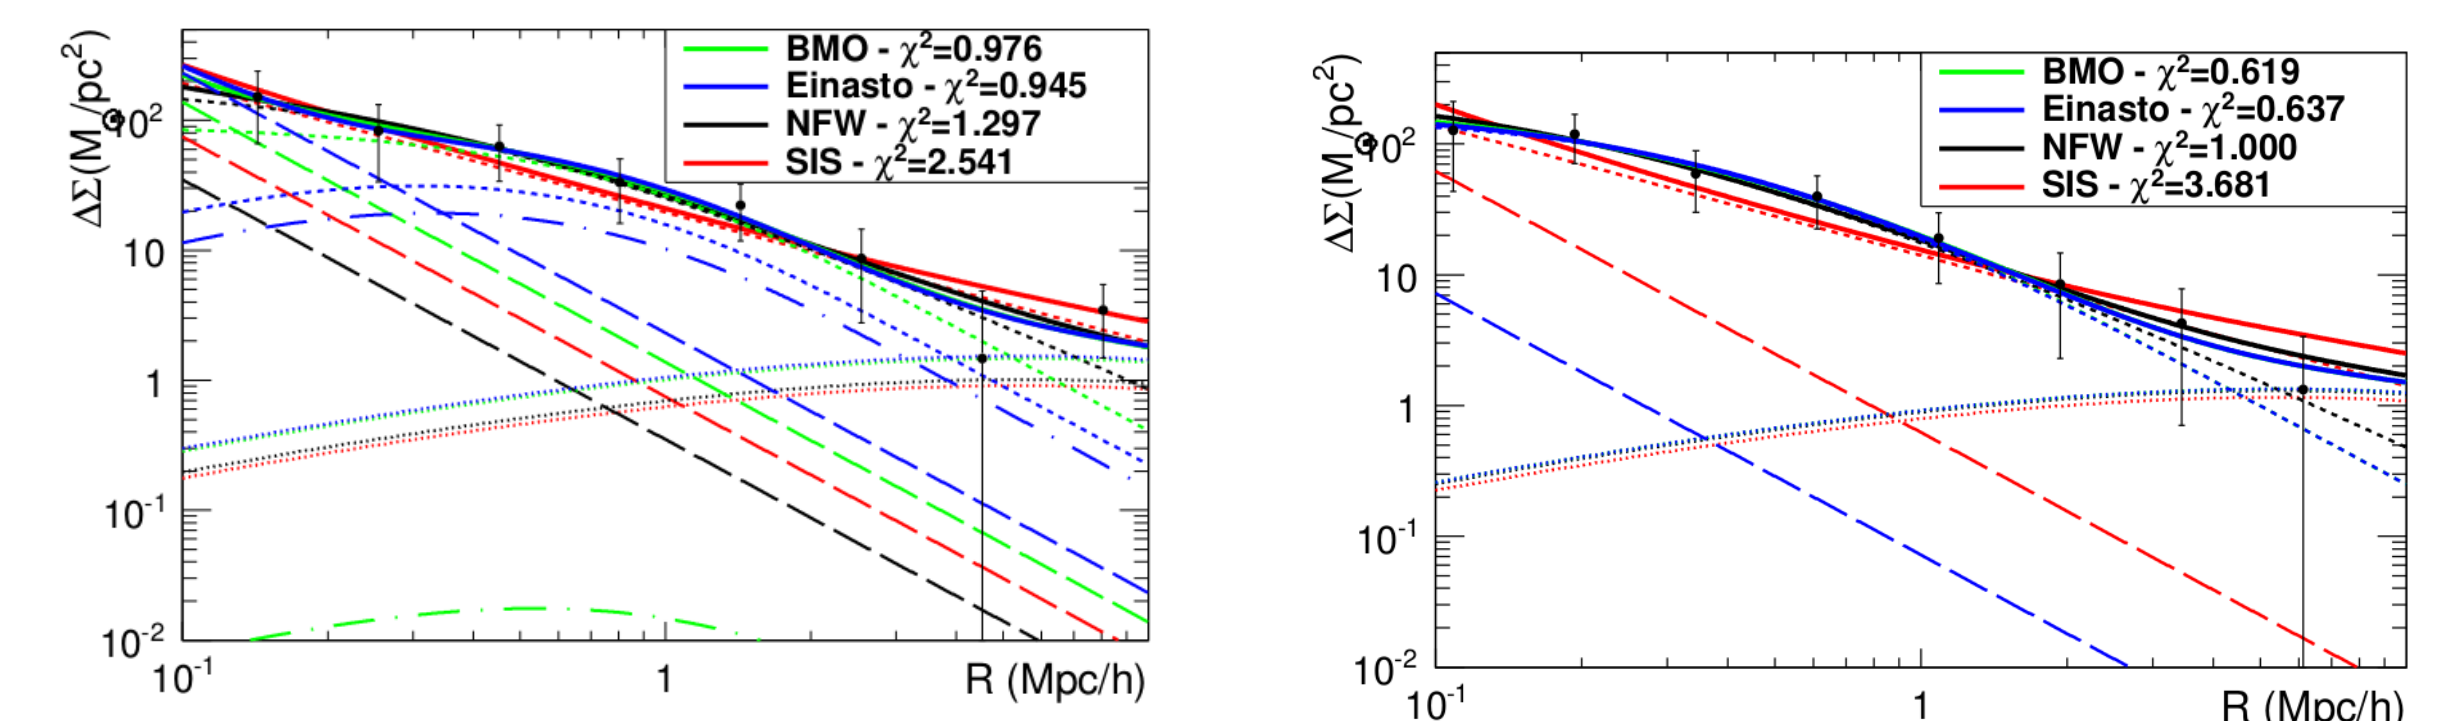 ΔΣ(M⊙/pc²)
BMO - χ²=0.976
Einasto - χ²=0.945
NFW - χ²=1.297
SIS - χ²=2.541
10²
10
1
10⁻¹
10⁻²
10⁻¹
1
R (Mpc/h)
ΔΣ(M⊙/pc²)
BMO - χ²=0.619
Einasto - χ²=0.637
NFW - χ²=1.000
SIS - χ²=3.681
10²
10
1
10⁻¹
10⁻²
10⁻¹
1
R (Mpc/h)